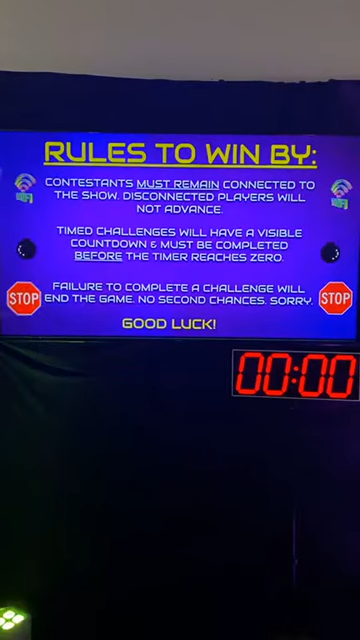 RULES TO WIN BY:
CONTESTANTS MUST REMAIN CONNECTED TO
THE SHOW. DISCONNECTED PLAYERS WILL
NOT ADVANCE.
WiFi
WiFi
TIMED CHALLENGES WILL HAVE A VISIBLE
COUNTDOWN & MUST BE COMPLETED
BEFORE THE TIMER REACHES ZERO.
STOP
FAILURE TO COMPLETE A CHALLENGE WILL
END THE GAME. NO SECOND CHANCES. SORRY.
STOP
GOOD LUCK!
00:00